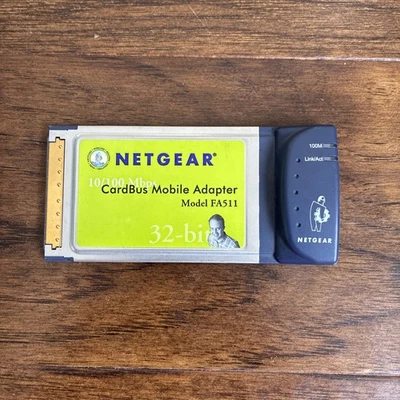 NETGEAR®
10/100 Mbps
CardBus Mobile Adapter
Model FA511
32-bit
100M
Link/Act
NETGEAR